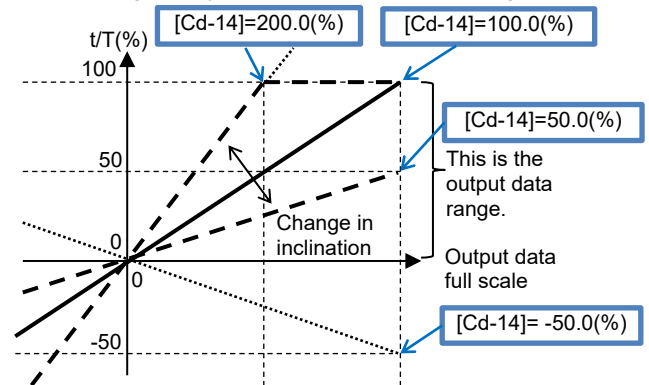 [Cd-14]=200.0(%)
[Cd-14]=100.0(%)
t/T(%)
100
[Cd-14]=50.0(%)
50
This is the
output data
range.
Change in
inclination
0
Output data
full scale
0
[Cd-14]= -50.0(%)
-50